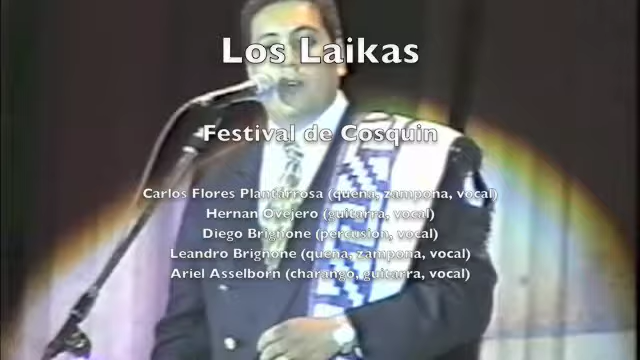 Los Laikas
Festival de Cosquin
Carlos Flores Plantarrosa (quena, zampona, vocal)
Hernan Ovejero (guitarra, vocal)
Diego Brignone (percusion, vocal)
Leandro Brignone (quena, zampona, vocal)
Ariel Asselborn (charango, guitarra, vocal)